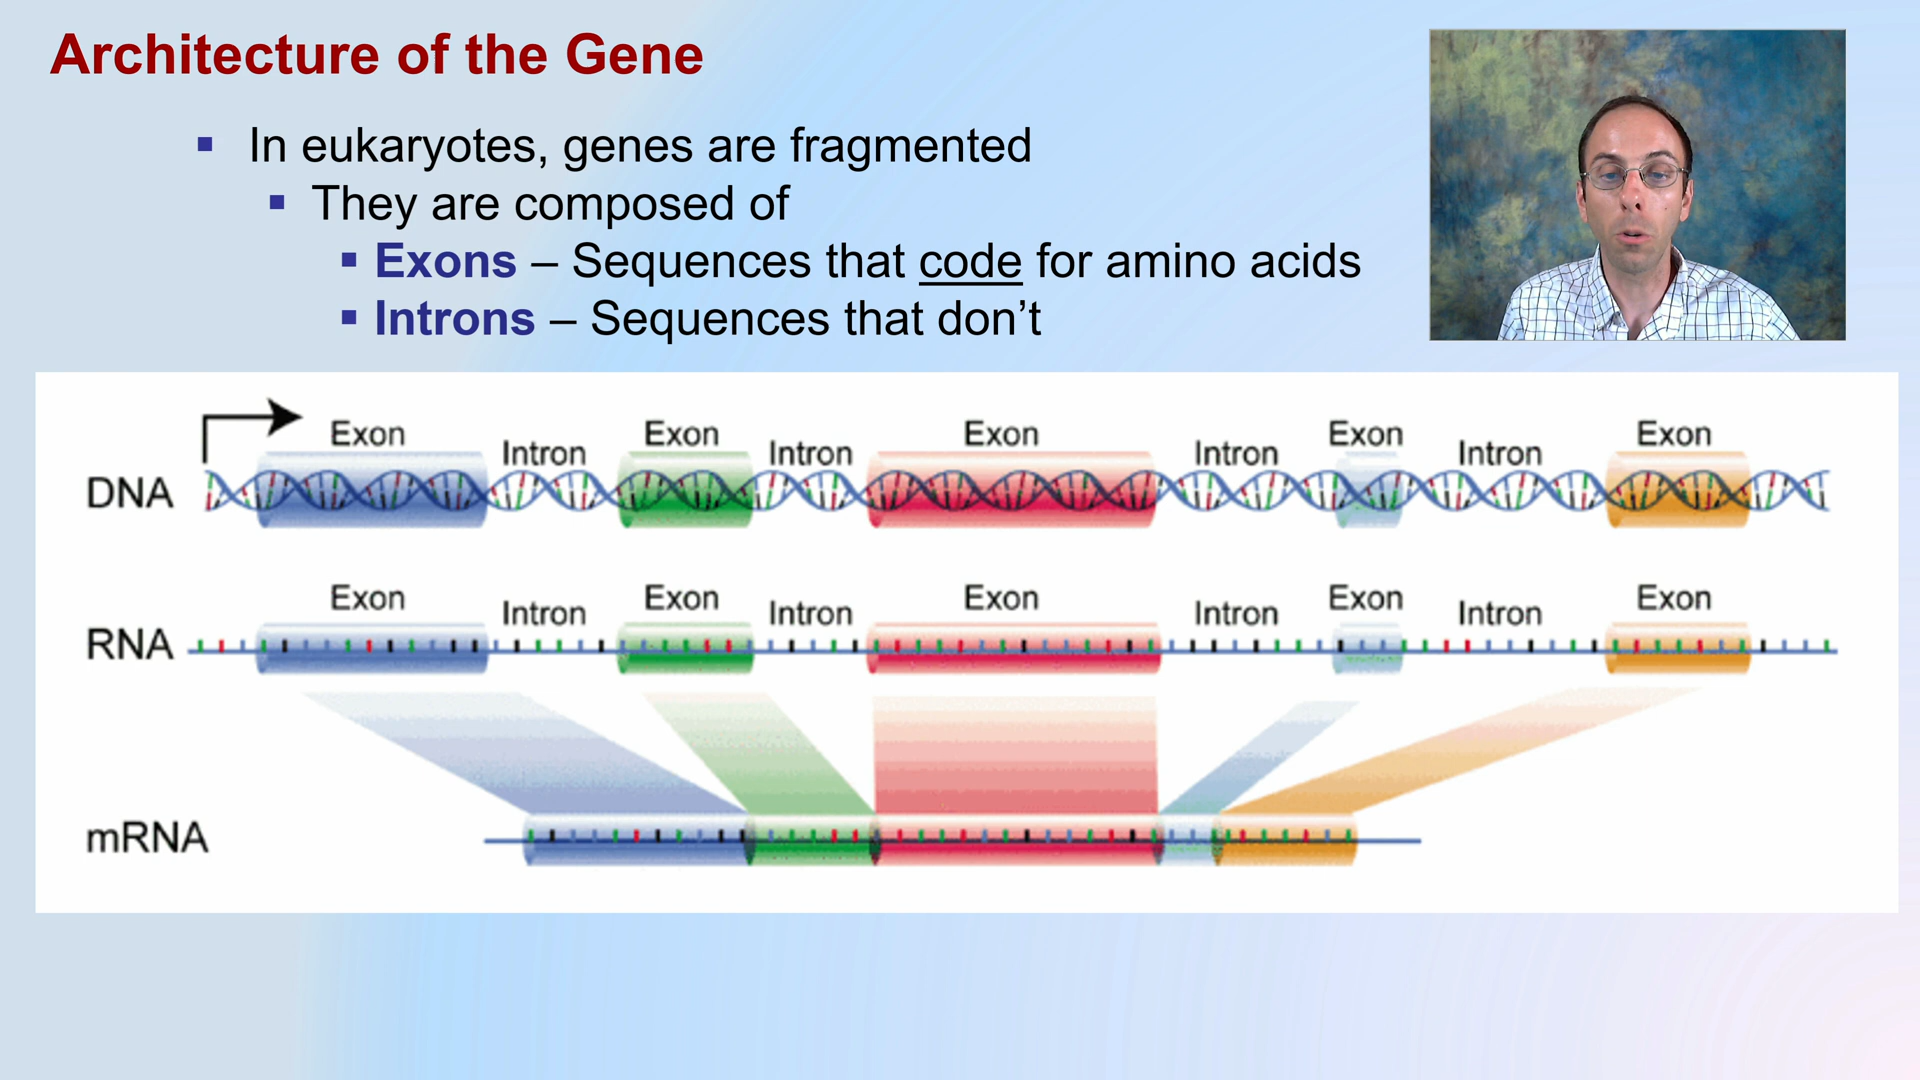 Architecture of the Gene
▪ In eukaryotes, genes are fragmented
▪ They are composed of
▪ Exons – Sequences that code for amino acids
▪ Introns – Sequences that don’t
Exon Intron Exon Intron Exon Intron Exon Intron Exon
DNA
Exon Intron Exon Intron Exon Intron Exon Intron Exon
RNA
mRNA